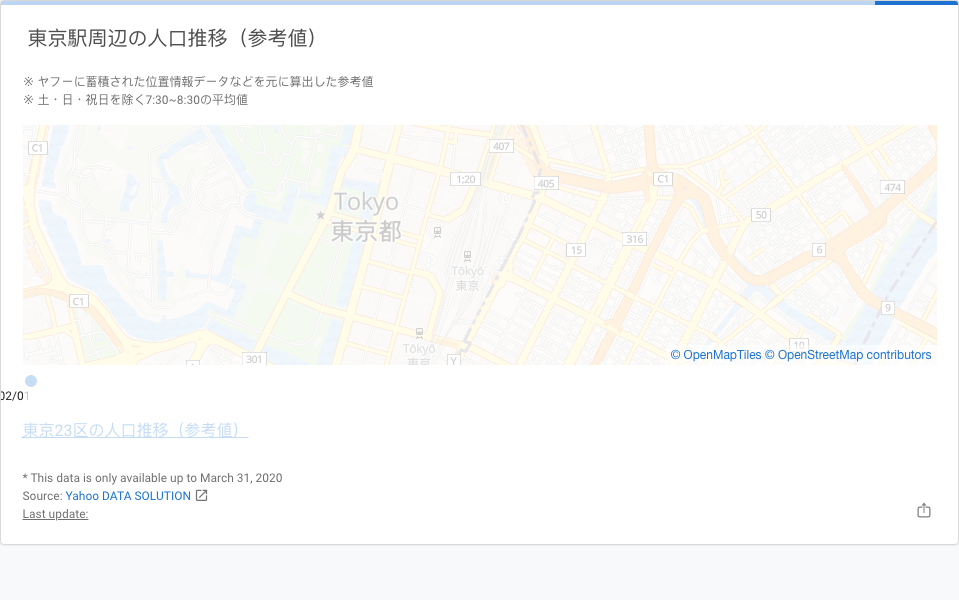 東京駅周辺の人口推移（参考値）
※ ヤフーに蓄積された位置情報データなどを元に算出した参考値
※ 土・日・祝日を除く7:30~8:30の平均値
C1
407
1;20
405
C1
474
Tokyo
東京都
50
316
15
6
Tōkyō
東京
C1
9
10
301
Tōkyō
東京
Y
© OpenMapTiles © OpenStreetMap contributors
02/01
東京23区の人口推移（参考値）
* This data is only available up to March 31, 2020
Source: Yahoo DATA SOLUTION
Last update: